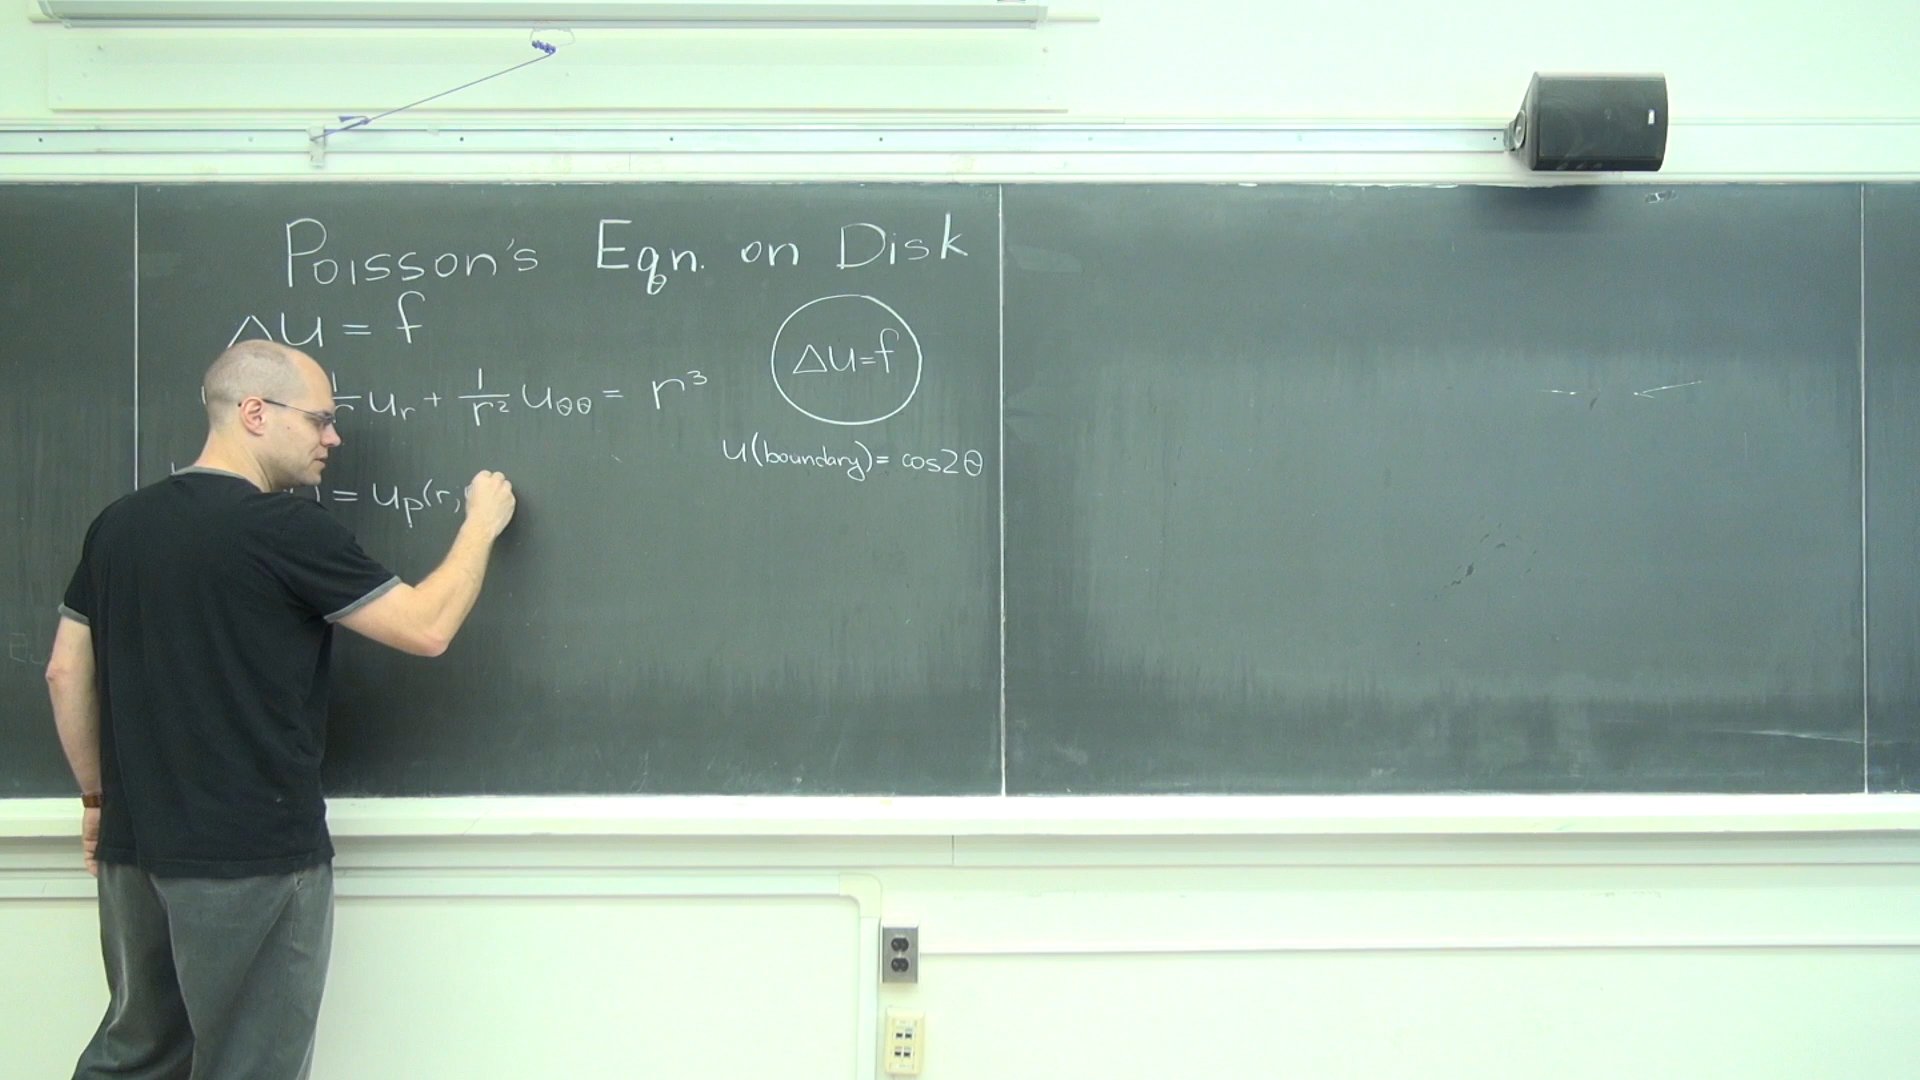 Poisson's Eqn. on Disk
Δu = f
Δu=f
1/r u_r + 1/r² u_θθ = r³
u(boundary) = cos2θ
) = u_p(r,